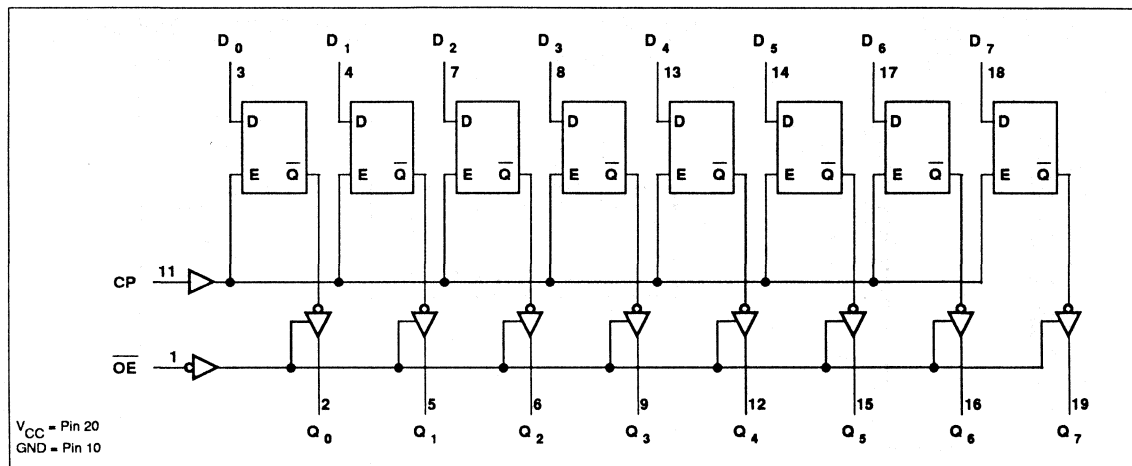 D0 D1 D2 D3 D4 D5 D6 D7
3 4 7 8 13 14 17 18
D D D D D D D D
E Q̅ E Q̅ E Q̅ E Q̅ E Q̅ E Q̅ E Q̅ E Q̅
CP 11
O̅E̅ 1
2 5 6 9 12 15 16 19
Q0 Q1 Q2 Q3 Q4 Q5 Q6 Q7
VCC = Pin 20
GND = Pin 10